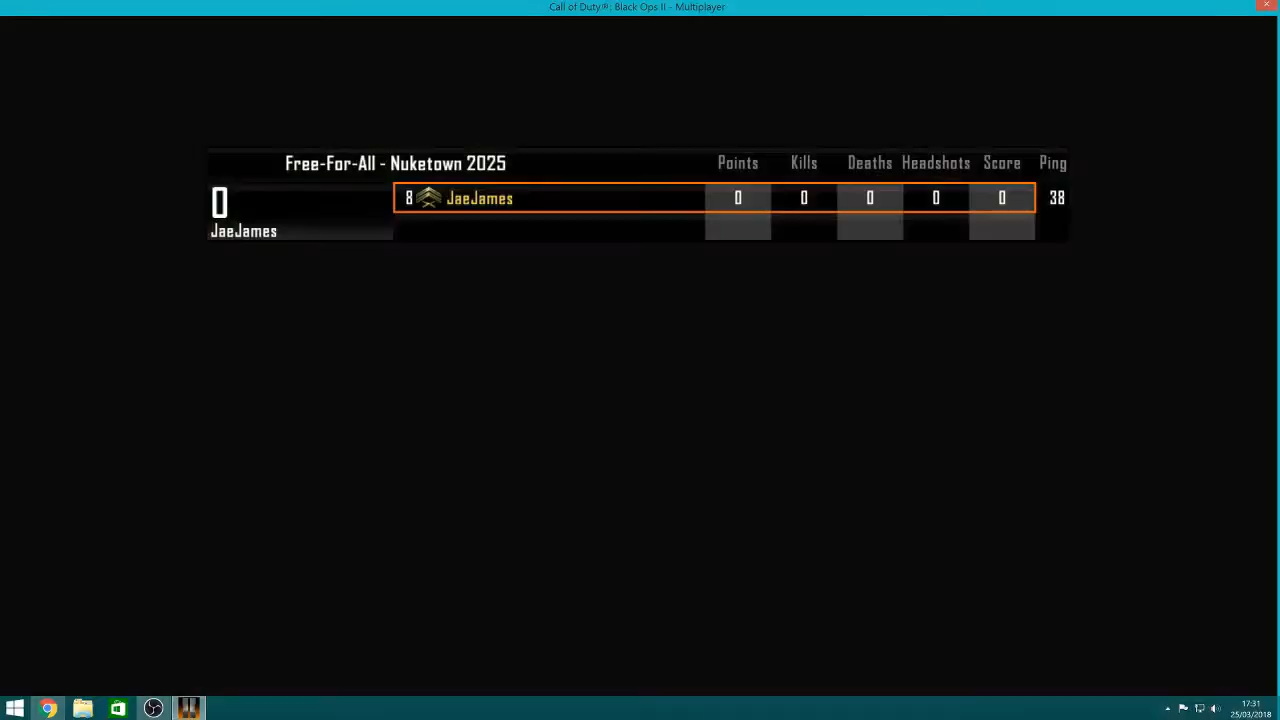 Call of Duty®: Black Ops II - Multiplayer
Free-For-All - Nuketown 2025 Points Kills Deaths Headshots Score Ping
0 8 JaeJames 0 0 0 0 0 38
JaeJames
17:31
25/03/2018